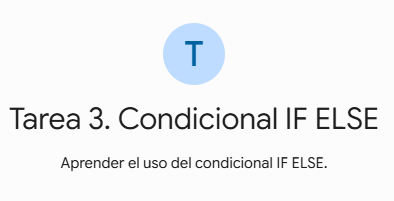 T
Tarea 3. Condicional IF ELSE
Aprender el uso del condicional IF ELSE.